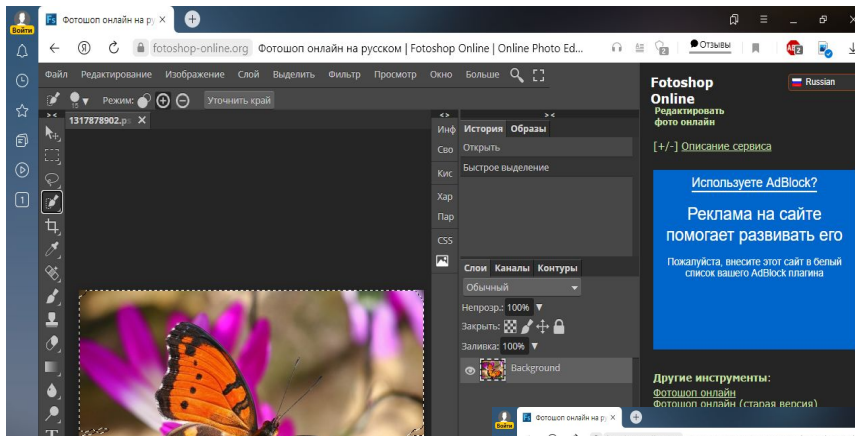 Фотошоп онлайн на ру
Войти
fotoshop-online.org Фотошоп онлайн на русском | Fotoshop Online | Online Photo Ed...
2
Отзывы
2
Файл Редактирование Изображение Слой Выделить Фильтр Просмотр Окно Больше
15
Режим:
Уточнить край
1317878902.p
1
Инф
Сво
Кис
Хар
Пар
CSS
История Образы
Открыть
Быстрое выделение
Слои Каналы Контуры
Обычный
Непрозр.: 100%
Закрыть:
Заливка: 100%
Background
Fotoshop
Online
Russian
Редактировать
фото онлайн
[+/-] Описание сервиса
Используете AdBlock?
Реклама на сайте
помогает развивать его
Пожалуйста, внесите этот сайт в белый
список вашего AdBlock плагина
Другие инструменты:
Фотошоп онлайн
Фотошоп онлайн (старая версия)
Войти
Фотошоп онлайн на ру